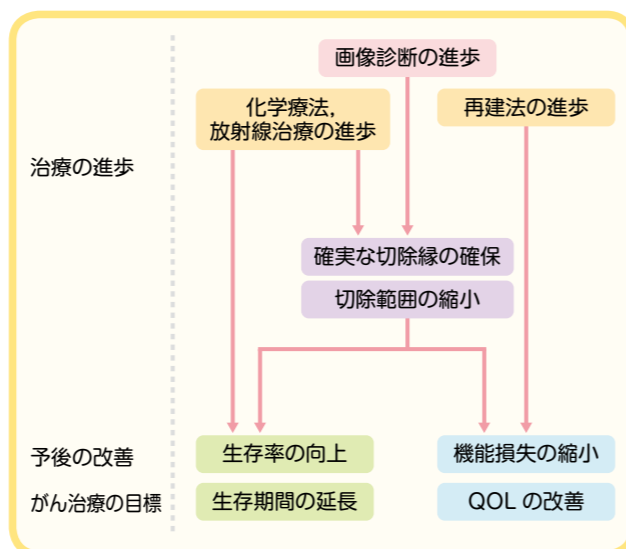 画像診断の進歩
化学療法,
放射線治療の進歩
再建法の進歩
治療の進歩
確実な切除縁の確保
切除範囲の縮小
予後の改善
生存率の向上
機能損失の縮小
がん治療の目標
生存期間の延長
QOLの改善